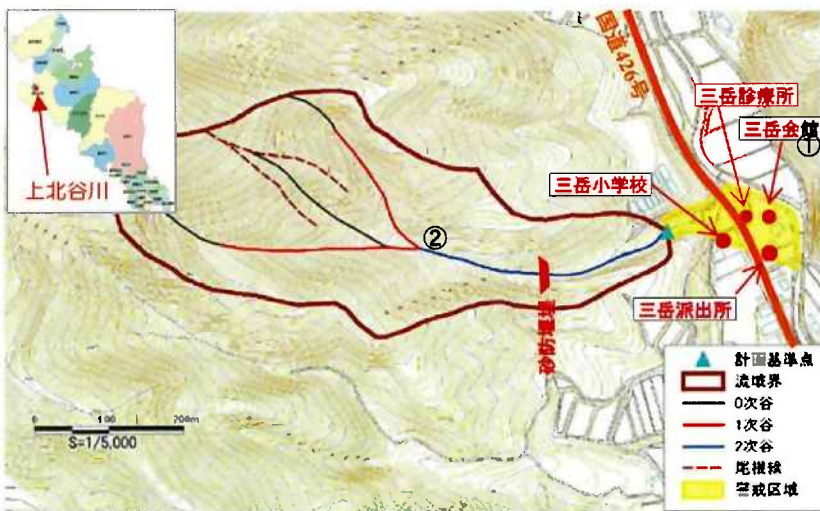 上北谷川
国道426号
三岳診療所
三岳会館
①
三岳小学校
②
三岳派出所
砂防堰堤
0 100 200m
S=1/5,000
計画基準点
流域界
0次谷
1次谷
2次谷
尾根線
警戒区域